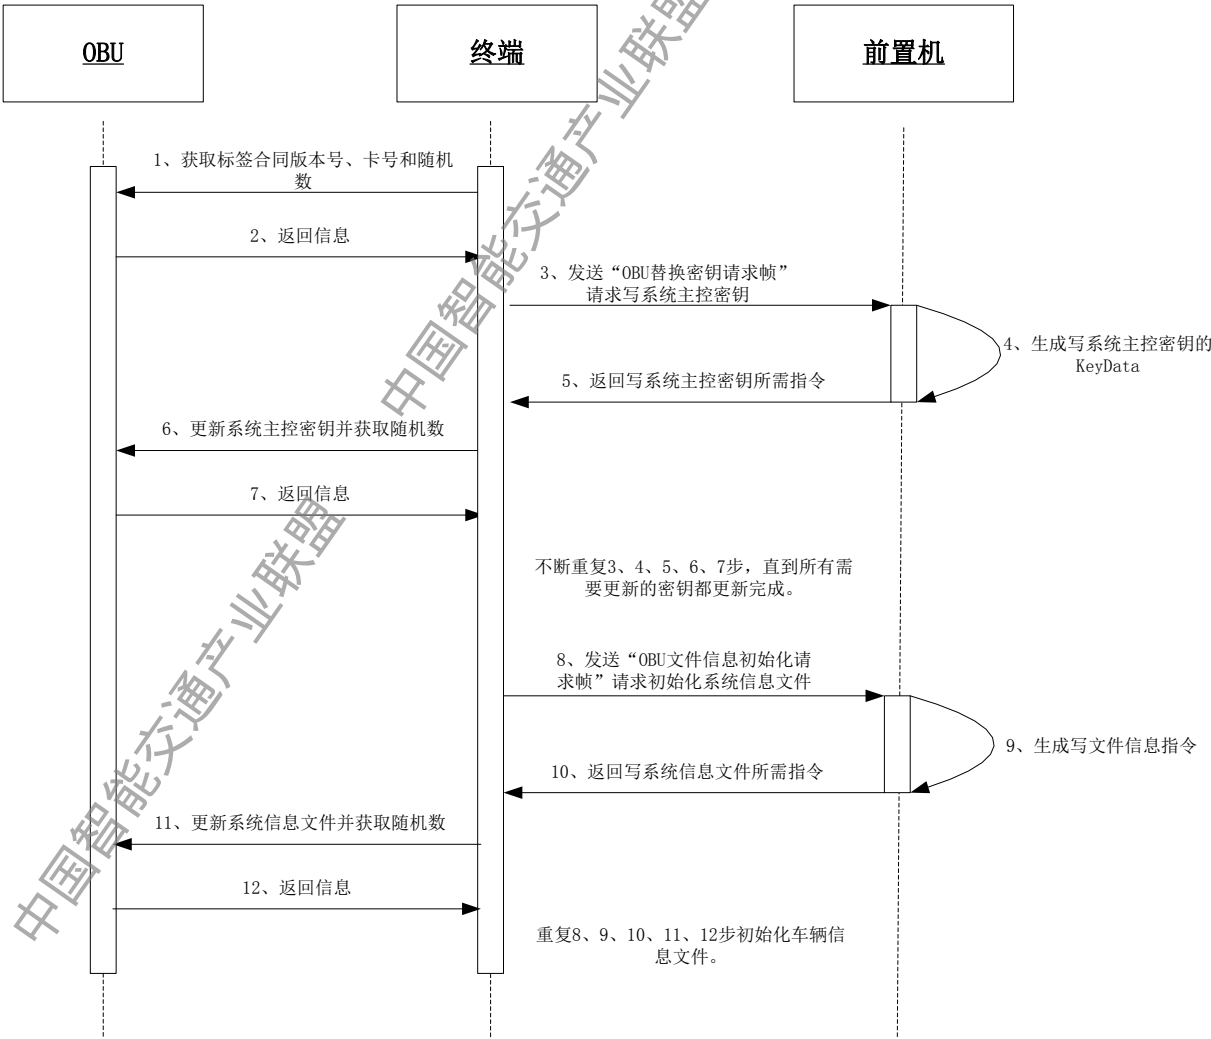 OBU
终端
前置机
1、获取标签合同版本号、卡号和随机
数
2、返回信息
3、发送“OBU替换密钥请求帧”
请求写系统主控密钥
4、生成写系统主控密钥的
KeyData
5、返回写系统主控密钥所需指令
6、更新系统主控密钥并获取随机数
7、返回信息
不断重复3、4、5、6、7步，直到所有需
要更新的密钥都更新完成。
8、发送“OBU文件信息初始化请
求帧”请求初始化系统信息文件
9、生成写文件信息指令
10、返回写系统信息文件所需指令
11、更新系统信息文件并获取随机数
12、返回信息
重复8、9、10、11、12步初始化车辆信
息文件。
中国智能交通产业联盟
中国智能交通产业联盟